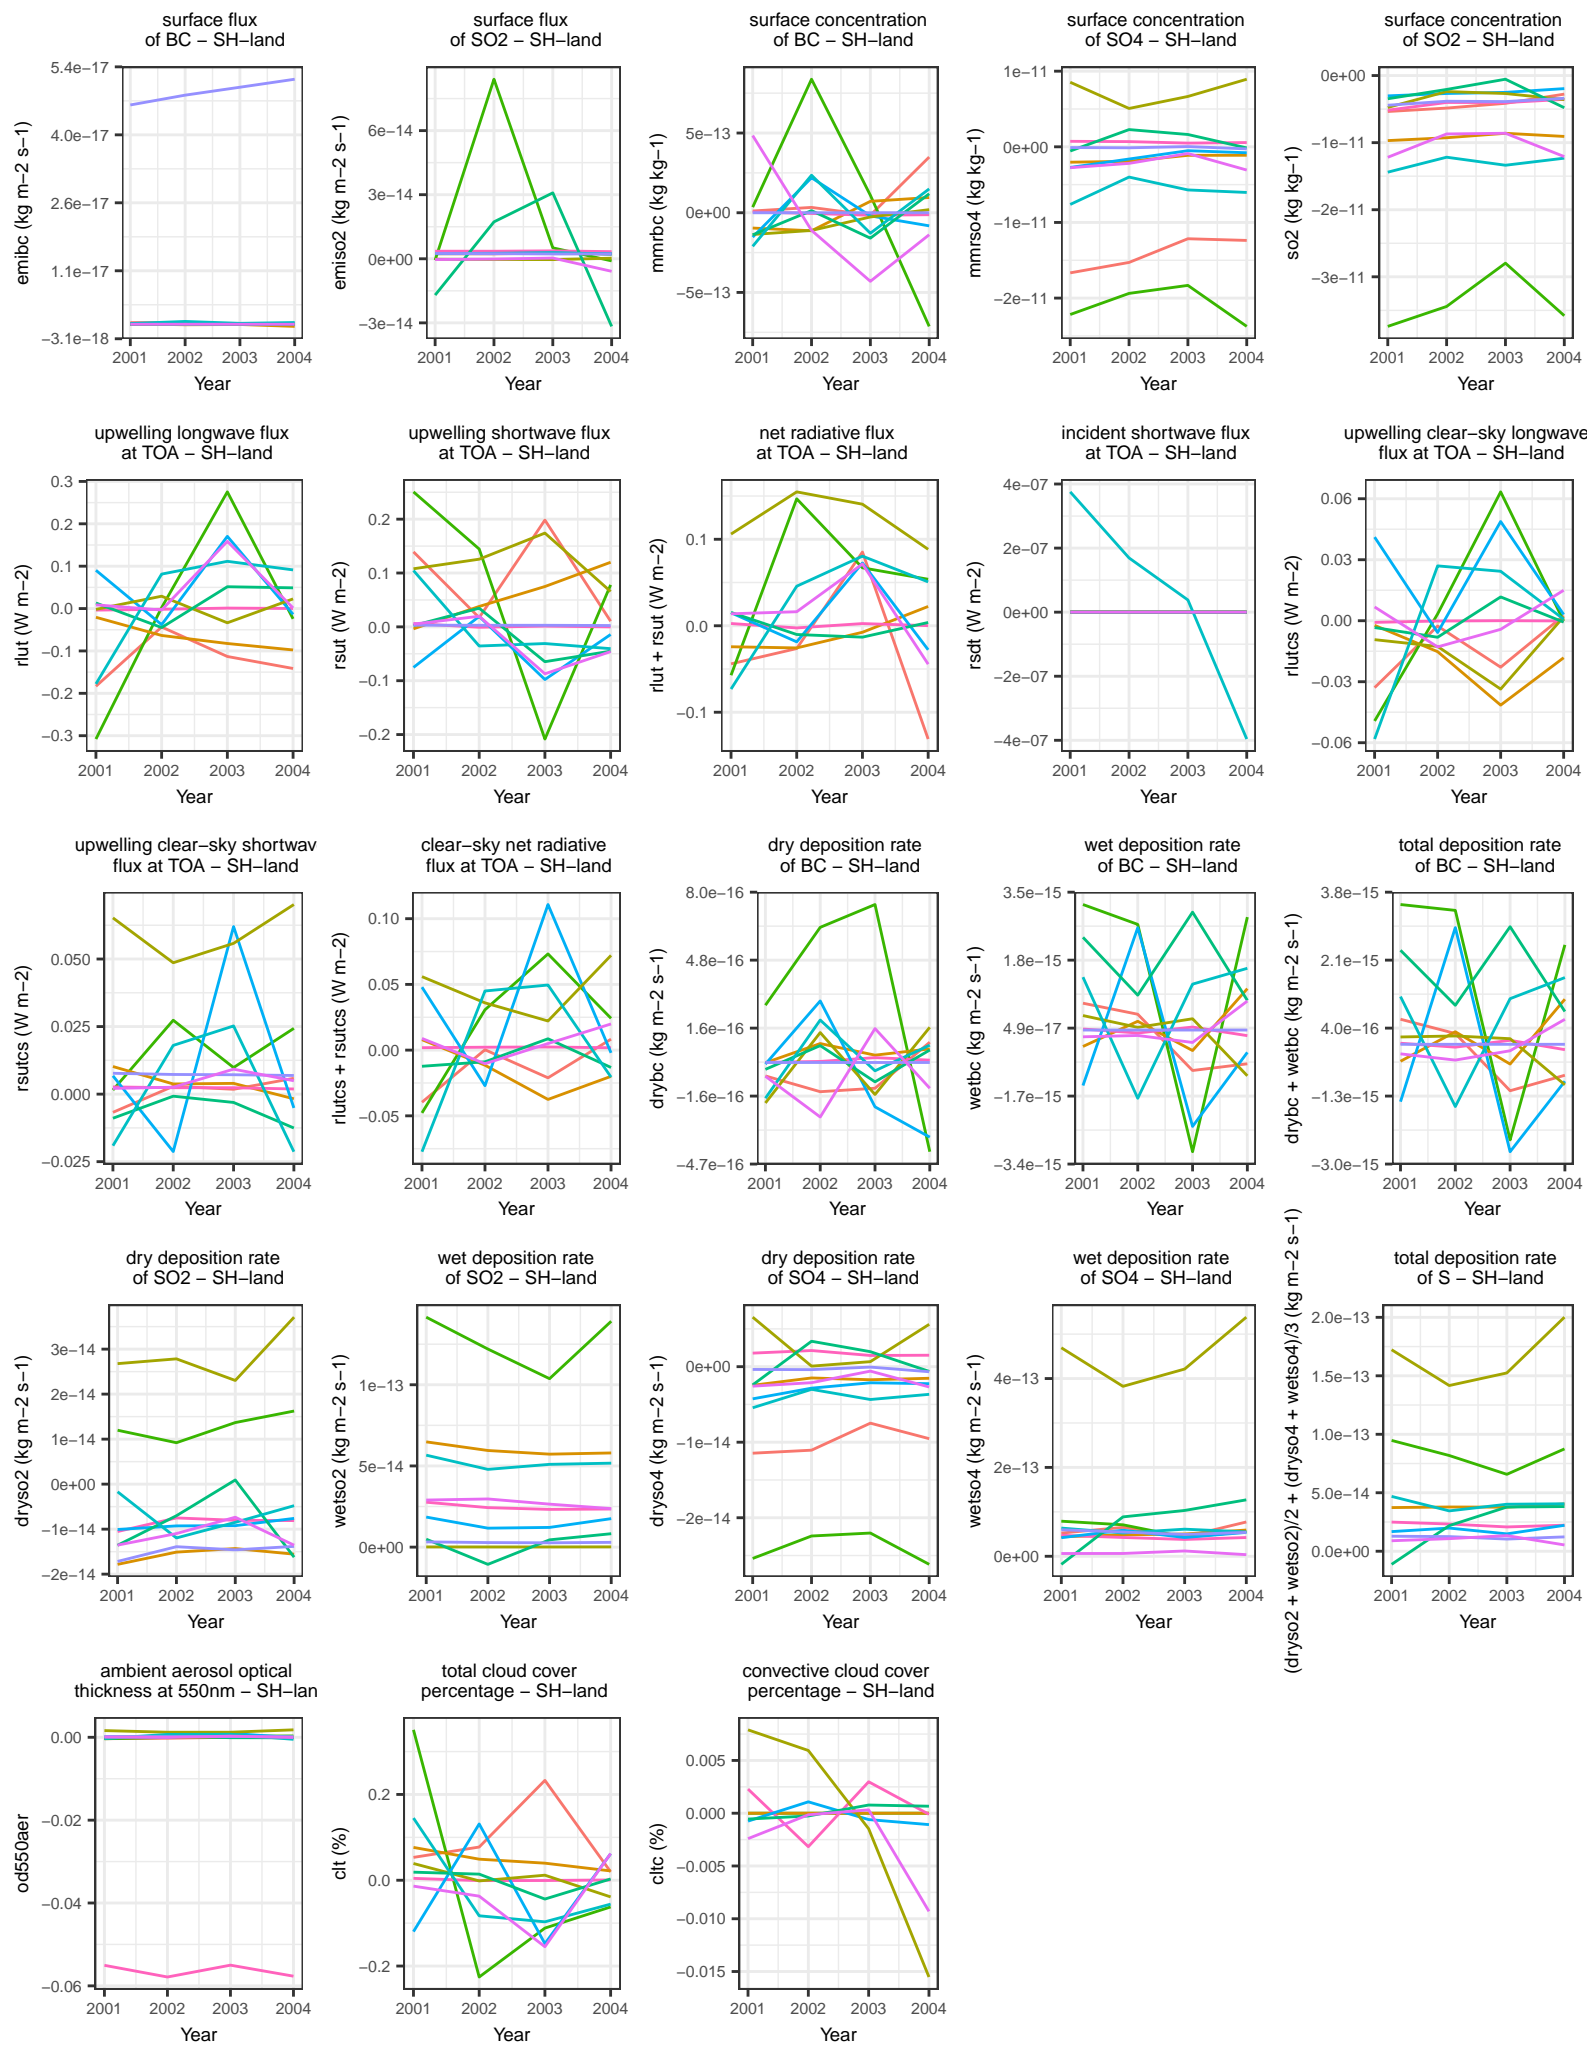 surface flux
of BC − SH−land
emibc (kg m−2 s−1)
5.4e−17
4.0e−17
2.6e−17
1.1e−17
−3.1e−18
2001 2002 2003 2004
Year
surface flux
of SO2 − SH−land
emiso2 (kg m−2 s−1)
6e−14
3e−14
0e+00
−3e−14
2001 2002 2003 2004
Year
surface concentration
of BC − SH−land
mmrbc (kg kg−1)
5e−13
0e+00
−5e−13
2001 2002 2003 2004
Year
surface concentration
of SO4 − SH−land
mmrso4 (kg kg−1)
1e−11
0e+00
−1e−11
−2e−11
2001 2002 2003 2004
Year
surface concentration
of SO2 − SH−land
so2 (kg kg−1)
0e+00
−1e−11
−2e−11
−3e−11
2001 2002 2003 2004
Year
upwelling longwave flux
at TOA − SH−land
rlut (W m−2)
0.3
0.2
0.1
0.0
−0.1
−0.2
−0.3
2001 2002 2003 2004
Year
upwelling shortwave flux
at TOA − SH−land
rsut (W m−2)
0.2
0.1
0.0
−0.1
−0.2
2001 2002 2003 2004
Year
net radiative flux
at TOA − SH−land
rlut + rsut (W m−2)
0.1
0.0
−0.1
2001 2002 2003 2004
Year
incident shortwave flux
at TOA − SH−land
rsdt (W m−2)
4e−07
2e−07
0e+00
−2e−07
−4e−07
2001 2002 2003 2004
Year
upwelling clear−sky longwave
flux at TOA − SH−land
rlutcs (W m−2)
0.06
0.03
0.00
−0.03
−0.06
2001 2002 2003 2004
Year
upwelling clear−sky shortwav
flux at TOA − SH−land
rsutcs (W m−2)
0.050
0.025
0.000
−0.025
2001 2002 2003 2004
Year
clear−sky net radiative
flux at TOA − SH−land
rlutcs + rsutcs (W m−2)
0.10
0.05
0.00
−0.05
2001 2002 2003 2004
Year
dry deposition rate
of BC − SH−land
drybc (kg m−2 s−1)
8.0e−16
4.8e−16
1.6e−16
−1.6e−16
−4.7e−16
2001 2002 2003 2004
Year
wet deposition rate
of BC − SH−land
wetbc (kg m−2 s−1)
3.5e−15
1.8e−15
4.9e−17
−1.7e−15
−3.4e−15
2001 2002 2003 2004
Year
total deposition rate
of BC − SH−land
drybc + wetbc (kg m−2 s−1)
3.8e−15
2.1e−15
4.0e−16
−1.3e−15
−3.0e−15
2001 2002 2003 2004
Year
dry deposition rate
of SO2 − SH−land
dryso2 (kg m−2 s−1)
3e−14
2e−14
1e−14
0e+00
−1e−14
−2e−14
2001 2002 2003 2004
Year
wet deposition rate
of SO2 − SH−land
wetso2 (kg m−2 s−1)
1e−13
5e−14
0e+00
2001 2002 2003 2004
Year
dry deposition rate
of SO4 − SH−land
dryso4 (kg m−2 s−1)
0e+00
−1e−14
−2e−14
2001 2002 2003 2004
Year
wet deposition rate
of SO4 − SH−land
wetso4 (kg m−2 s−1)
4e−13
2e−13
0e+00
2001 2002 2003 2004
Year
total deposition rate
of S − SH−land
(dryso2 + wetso2)/2 + (dryso4 + wetso4)/3 (kg m−2 s−1)
2.0e−13
1.5e−13
1.0e−13
5.0e−14
0.0e+00
2001 2002 2003 2004
Year
ambient aerosol optical
thickness at 550nm − SH−lan
od550aer
0.00
−0.02
−0.04
−0.06
2001 2002 2003 2004
Year
total cloud cover
percentage − SH−land
clt (%)
0.2
0.0
−0.2
2001 2002 2003 2004
Year
convective cloud cover
percentage − SH−land
cltc (%)
0.005
0.000
−0.005
−0.010
−0.015
2001 2002 2003 2004
Year